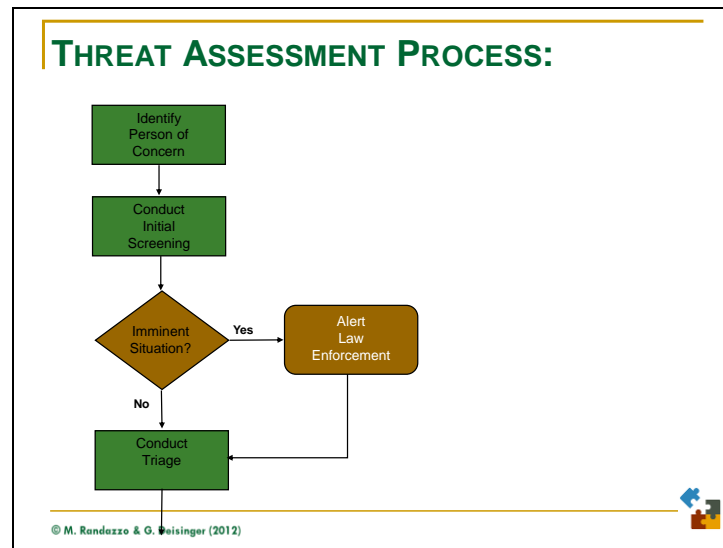 THREAT ASSESSMENT PROCESS:
Identify
Person of
Concern
Conduct
Initial
Screening
Imminent
Situation?
Yes
Alert
Law
Enforcement
No
Conduct
Triage
© M. Randazzo & G. Deisinger (2012)